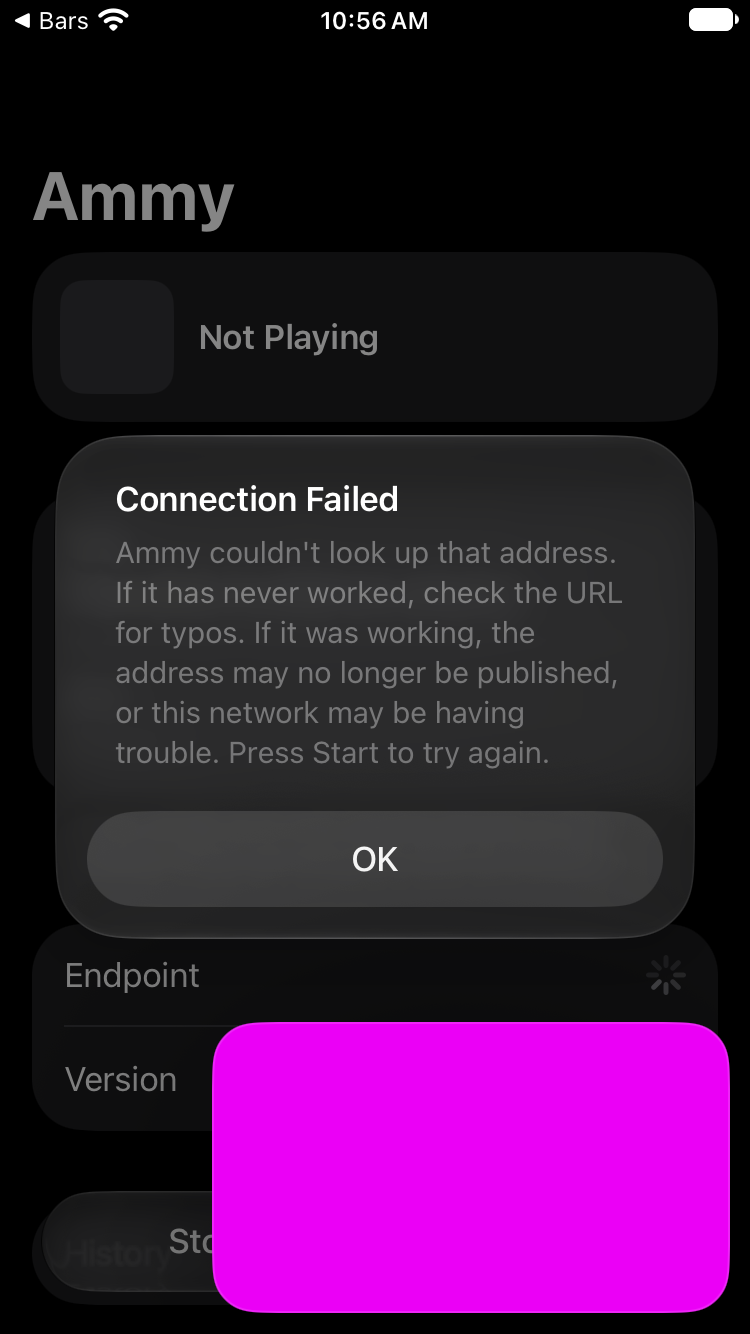 Bars
10:56 AM
Ammy
Not Playing
Connection Failed
Ammy couldn't look up that address.
If it has never worked, check the URL
for typos. If it was working, the
address may no longer be published,
or this network may be having
trouble. Press Start to try again.
OK
Endpoint
Version
History